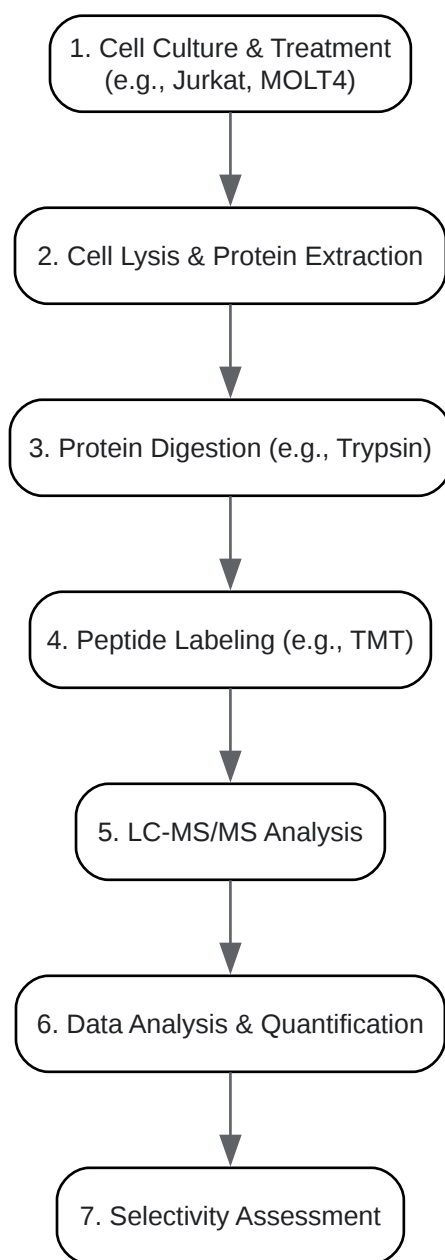 1. Cell Culture & Treatment
(e.g., Jurkat, MOLT4)
2. Cell Lysis & Protein Extraction
3. Protein Digestion (e.g., Trypsin)
4. Peptide Labeling (e.g., TMT)
5. LC-MS/MS Analysis
6. Data Analysis & Quantification
7. Selectivity Assessment